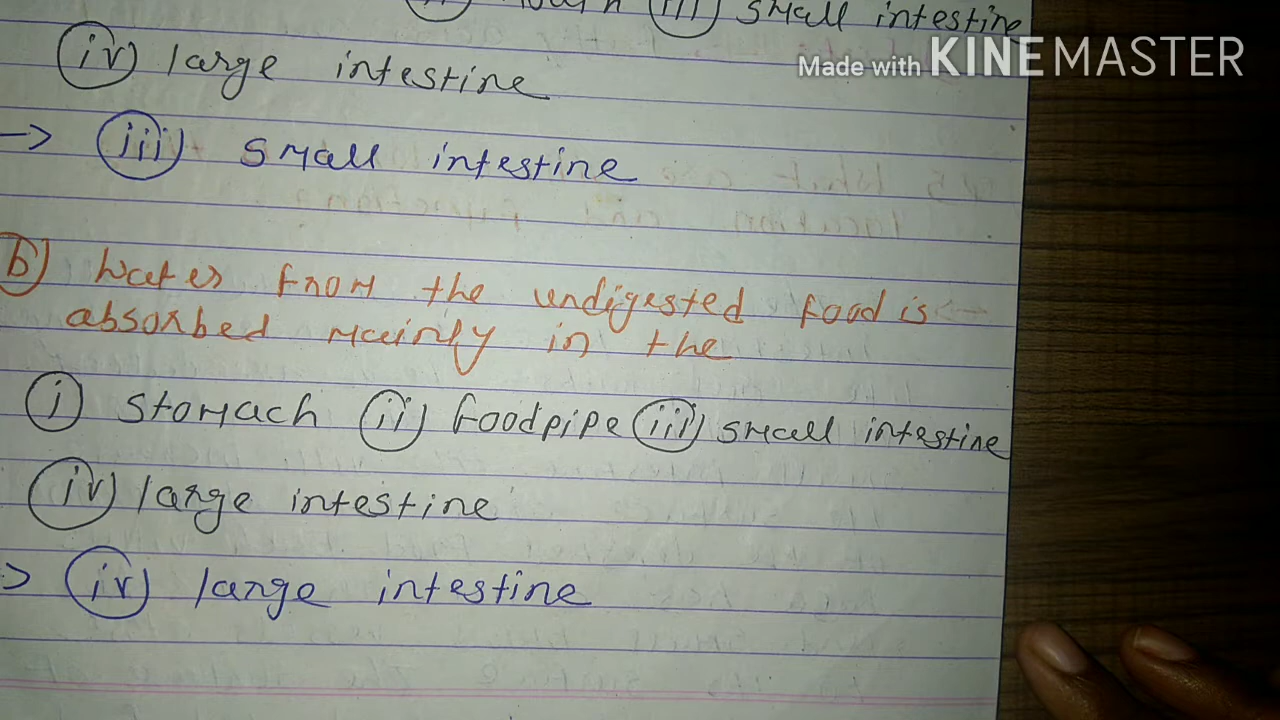 (iii) small intestine
Made with KINEMASTER
(iv) large intestine
→ (iii) small intestine
b) Water from the undigested food is
absorbed mainly in the
(i) stomach (ii) foodpipe (iii) small intestine
(iv) large intestine
→ (iv) large intestine